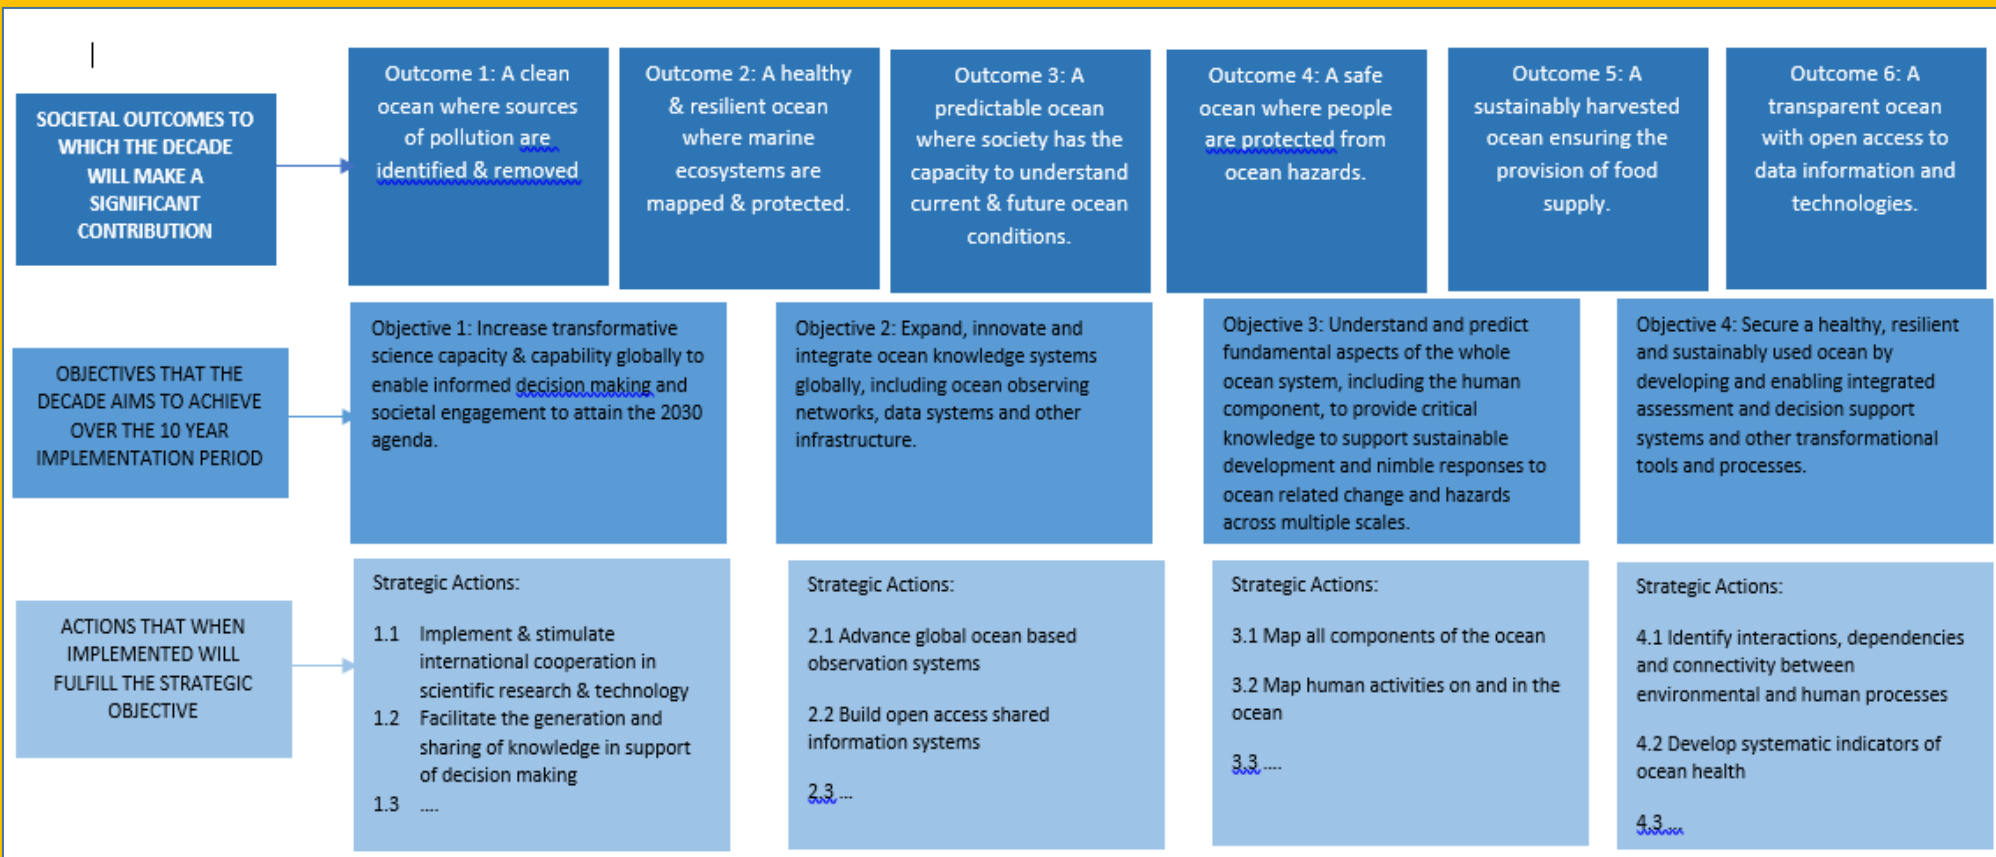 SOCIETAL OUTCOMES TO
WHICH THE DECADE
WILL MAKE A
SIGNIFICANT
CONTRIBUTION
Outcome 1: A clean
ocean where sources
of pollution are
identified & removed
Outcome 2: A healthy
& resilient ocean
where marine
ecosystems are
mapped & protected.
Outcome 3: A
predictable ocean
where society has the
capacity to understand
current & future ocean
conditions.
Outcome 4: A safe
ocean where people
are protected from
ocean hazards.
Outcome 5: A
sustainably harvested
ocean ensuring the
provision of food
supply.
Outcome 6: A
transparent ocean
with open access to
data information and
technologies.
OBJECTIVES THAT THE
DECADE AIMS TO ACHIEVE
OVER THE 10 YEAR
IMPLEMENTATION PERIOD
Objective 1: Increase transformative
science capacity & capability globally to
enable informed decision making and
societal engagement to attain the 2030
agenda.
Objective 2: Expand, innovate and
integrate ocean knowledge systems
globally, including ocean observing
networks, data systems and other
infrastructure.
Objective 3: Understand and predict
fundamental aspects of the whole
ocean system, including the human
component, to provide critical
knowledge to support sustainable
development and nimble responses to
ocean related change and hazards
across multiple scales.
Objective 4: Secure a healthy, resilient
and sustainably used ocean by
developing and enabling integrated
assessment and decision support
systems and other transformational
tools and processes.
ACTIONS THAT WHEN
IMPLEMENTED WILL
FULFILL THE STRATEGIC
OBJECTIVE
Strategic Actions:
1.1 Implement & stimulate
international cooperation in
scientific research & technology
1.2 Facilitate the generation and
sharing of knowledge in support
of decision making
1.3 ....
Strategic Actions:
2.1 Advance global ocean based
observation systems
2.2 Build open access shared
information systems
2.3 ...
Strategic Actions:
3.1 Map all components of the ocean
3.2 Map human activities on and in the
ocean
3.3 ....
Strategic Actions:
4.1 Identify interactions, dependencies
and connectivity between
environmental and human processes
4.2 Develop systematic indicators of
ocean health
4.3 ...